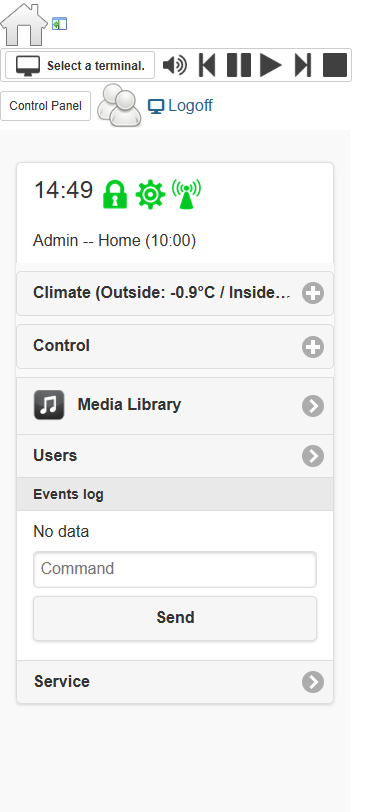 Select a terminal.
Control Panel
Logoff
14:49
Admin -- Home (10:00)
Climate (Outside: -0.9°C / Inside...
Control
Media Library
Users
Events log
No data
Command
Send
Service